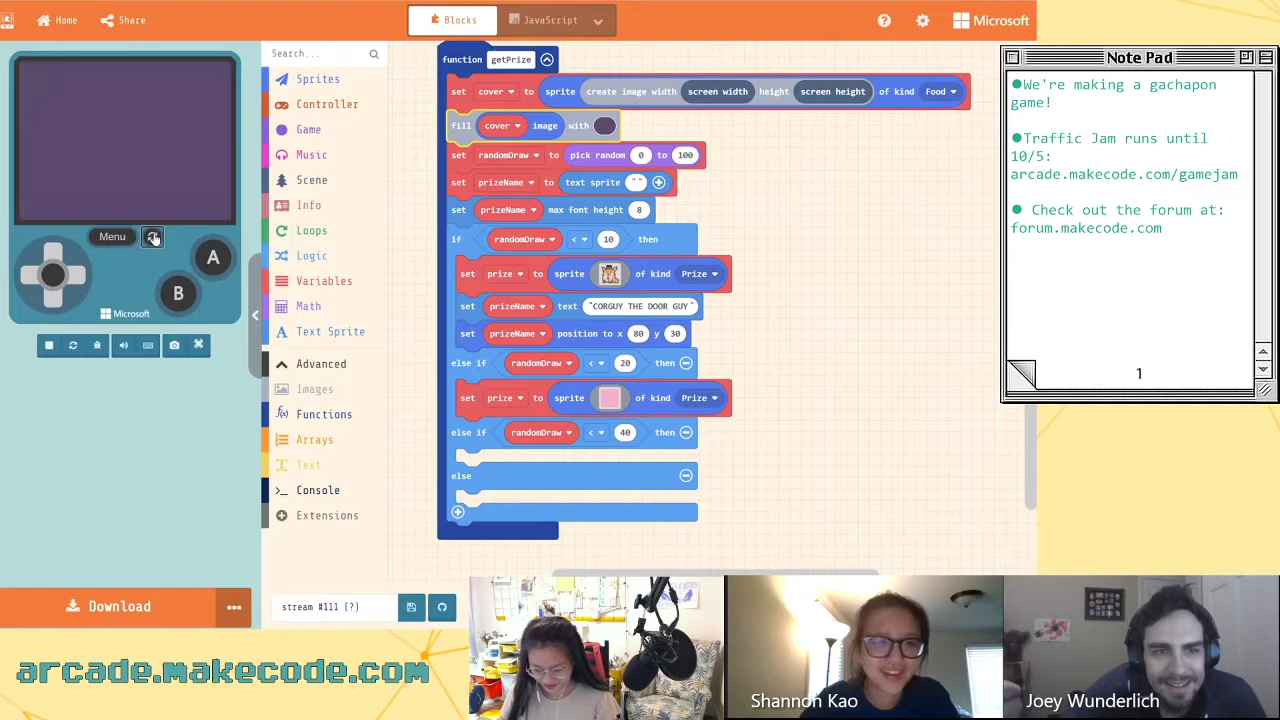 Home
Share
Blocks
JavaScript
Microsoft
Menu
A
B
Microsoft
Download
•••
arcade.makecode.com
Search...
Sprites
Controller
Game
Music
Scene
Info
Loops
Logic
Variables
Math
Text Sprite
Advanced
Images
Functions
Arrays
Text
Console
Extensions
stream #111 (?)
function getPrize
set cover to sprite create image width screen width height screen height of kind Food
fill cover image with
set randomDraw to pick random 0 to 100
set prizeName to text sprite " "
set prizeName max font height 8
if randomDraw < 10 then
set prize to sprite of kind Prize
set prizeName text "CORGUY THE DOOR GUY"
set prizeName position to x 80 y 30
else if randomDraw < 20 then
set prize to sprite of kind Prize
else if randomDraw < 40 then
else
Note Pad
●We're making a gachapon
game!
●Traffic Jam runs until
10/5:
arcade.makecode.com/gamejam
● Check out the forum at:
forum.makecode.com
1
Shannon Kao
Joey Wunderlich